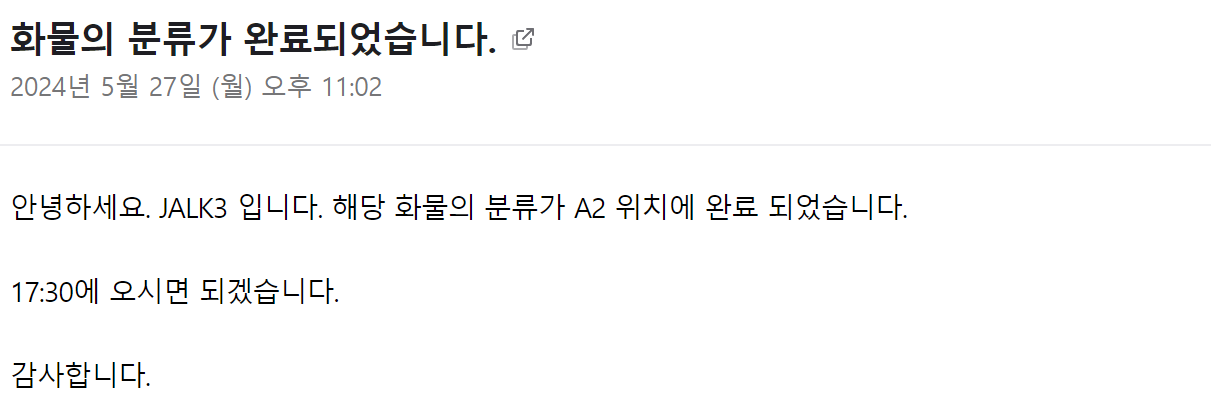 화물의 분류가 완료되었습니다.
2024년 5월 27일 (월) 오후 11:02
안녕하세요. JALK3 입니다. 해당 화물의 분류가 A2 위치에 완료 되었습니다.
17:30에 오시면 되겠습니다.
감사합니다.